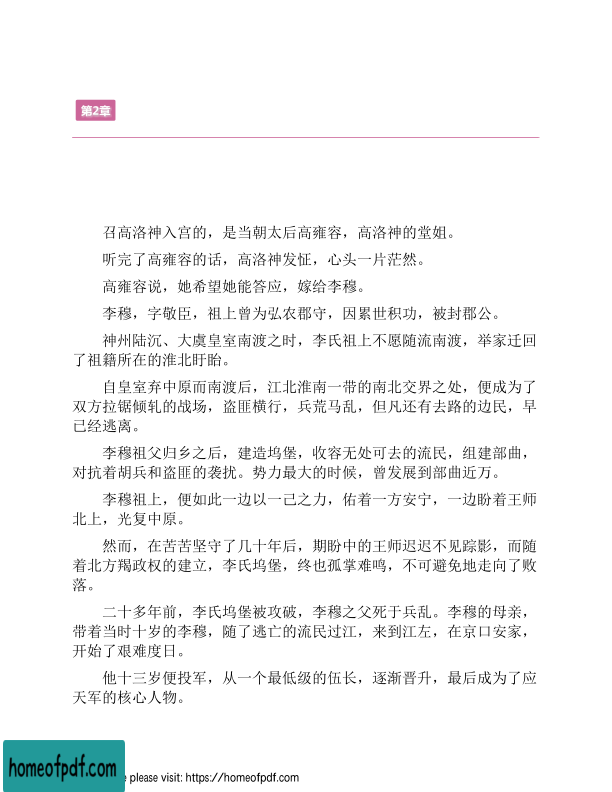 第2章
召高洛神入宫的，是当朝太后高雍容，高洛神的堂姐。
听完了高雍容的话，高洛神发怔，心头一片茫然。
高雍容说，她希望她能答应，嫁给李穆。
李穆，字敬臣，祖上曾为弘农郡守，因累世积功，被封郡公。
神州陆沉、大虞皇室南渡之时，李氏祖上不愿随流南渡，举家迁回
了祖籍所在的淮北盱眙。
自皇室弃中原而南渡后，江北淮南一带的南北交界之处，便成为了
双方拉锯倾轧的战场，盗匪横行，兵荒马乱，但凡还有去路的边民，早
已经逃离。
李穆祖父归乡之后，建造坞堡，收容无处可去的流民，组建部曲，
对抗着胡兵和盗匪的袭扰。势力最大的时候，曾发展到部曲近万。
李穆祖上，便如此一边以一己之力，佑着一方安宁，一边盼着王师
北上，光复中原。
然而，在苦苦坚守了几十年后，期盼中的王师迟迟不见踪影，而随
着北方羯政权的建立，李氏坞堡，终也孤掌难鸣，不可避免地走向了败
落。
二十多年前，李氏坞堡被攻破，李穆之父死于兵乱。李穆的母亲，
带着当时十岁的李穆，随了逃亡的流民过江，来到江左，在京口安家，
开始了艰难度日。
他十三岁便投军，从一个最低级的伍长，逐渐晋升，最后成为了应
天军的核心人物。
homeofpdf.com
e please visit: https://homeofpdf.com